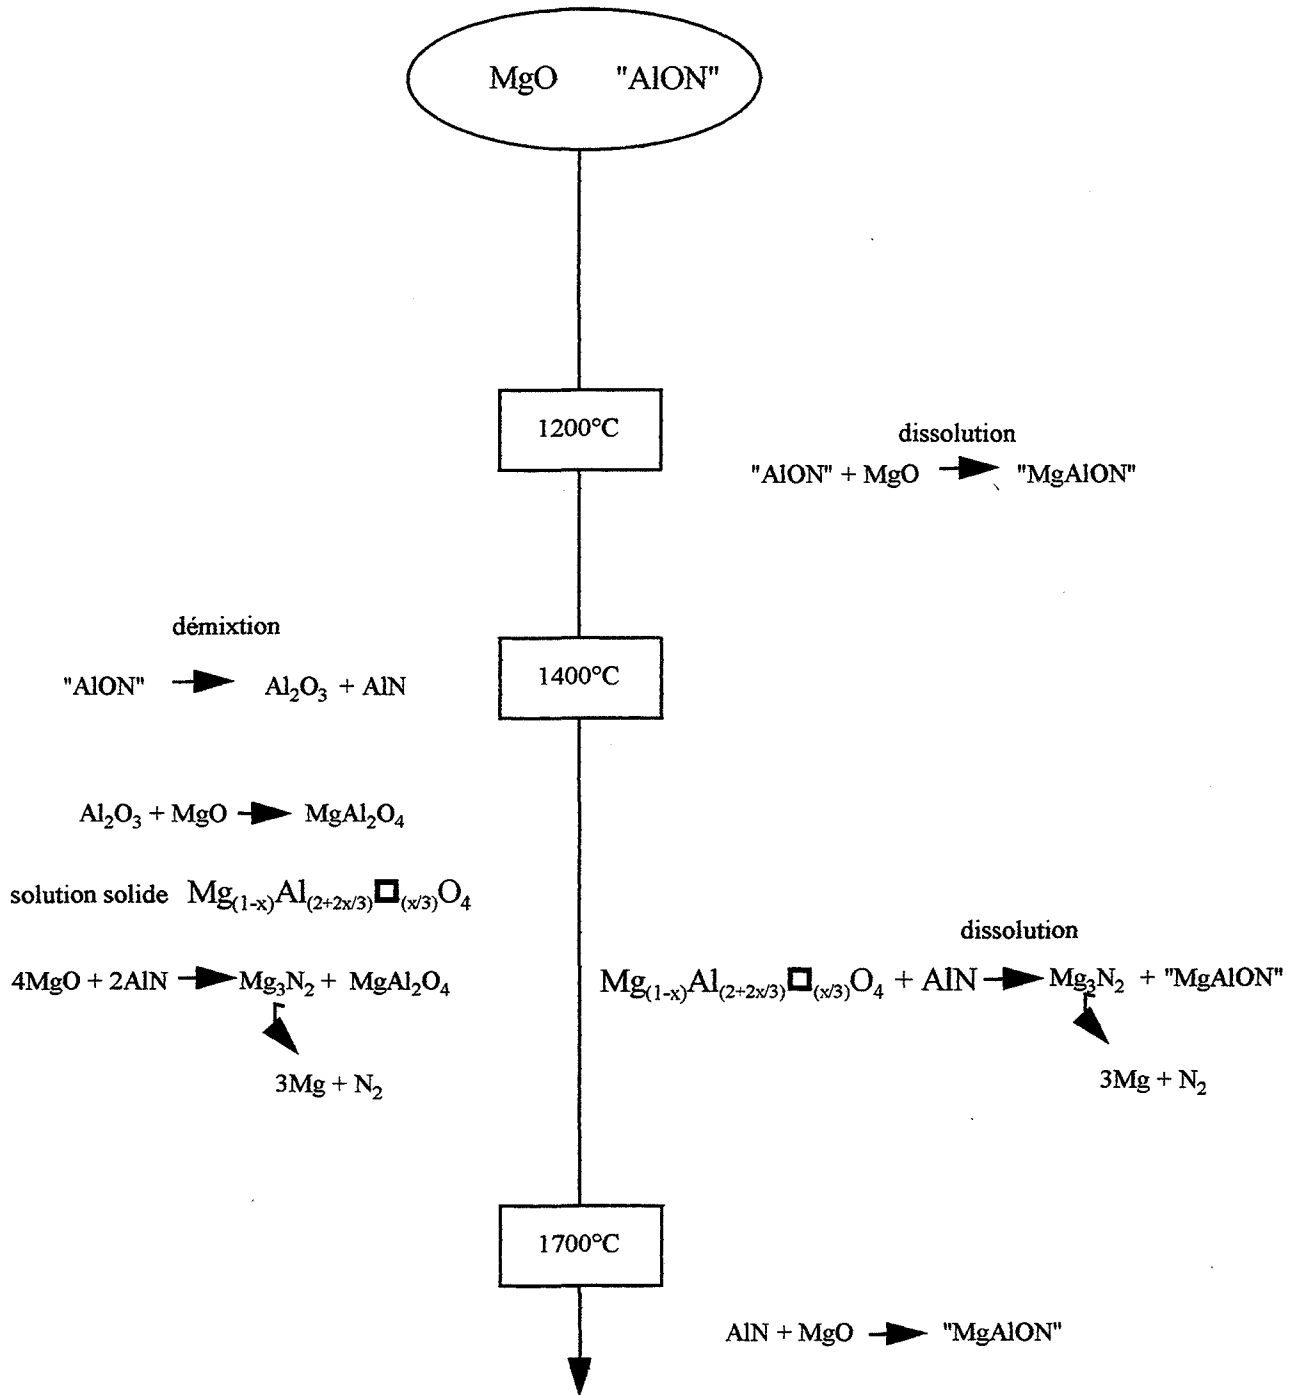 MgO "AlON"
1200°C
dissolution
"AlON" + MgO → "MgAlON"
démixtion
"AlON" → Al₂O₃ + AlN
1400°C
Al₂O₃ + MgO → MgAl₂O₄
solution solide Mg₍₁₋ₓ₎Al₍₂₊₂ₓ/₃₎□₍ₓ/₃₎O₄
4MgO + 2AlN → Mg₃N₂ + MgAl₂O₄
3Mg + N₂
dissolution
Mg₍₁₋ₓ₎Al₍₂₊₂ₓ/₃₎□₍ₓ/₃₎O₄ + AlN → Mg₃N₂ + "MgAlON"
3Mg + N₂
1700°C
AlN + MgO → "MgAlON"